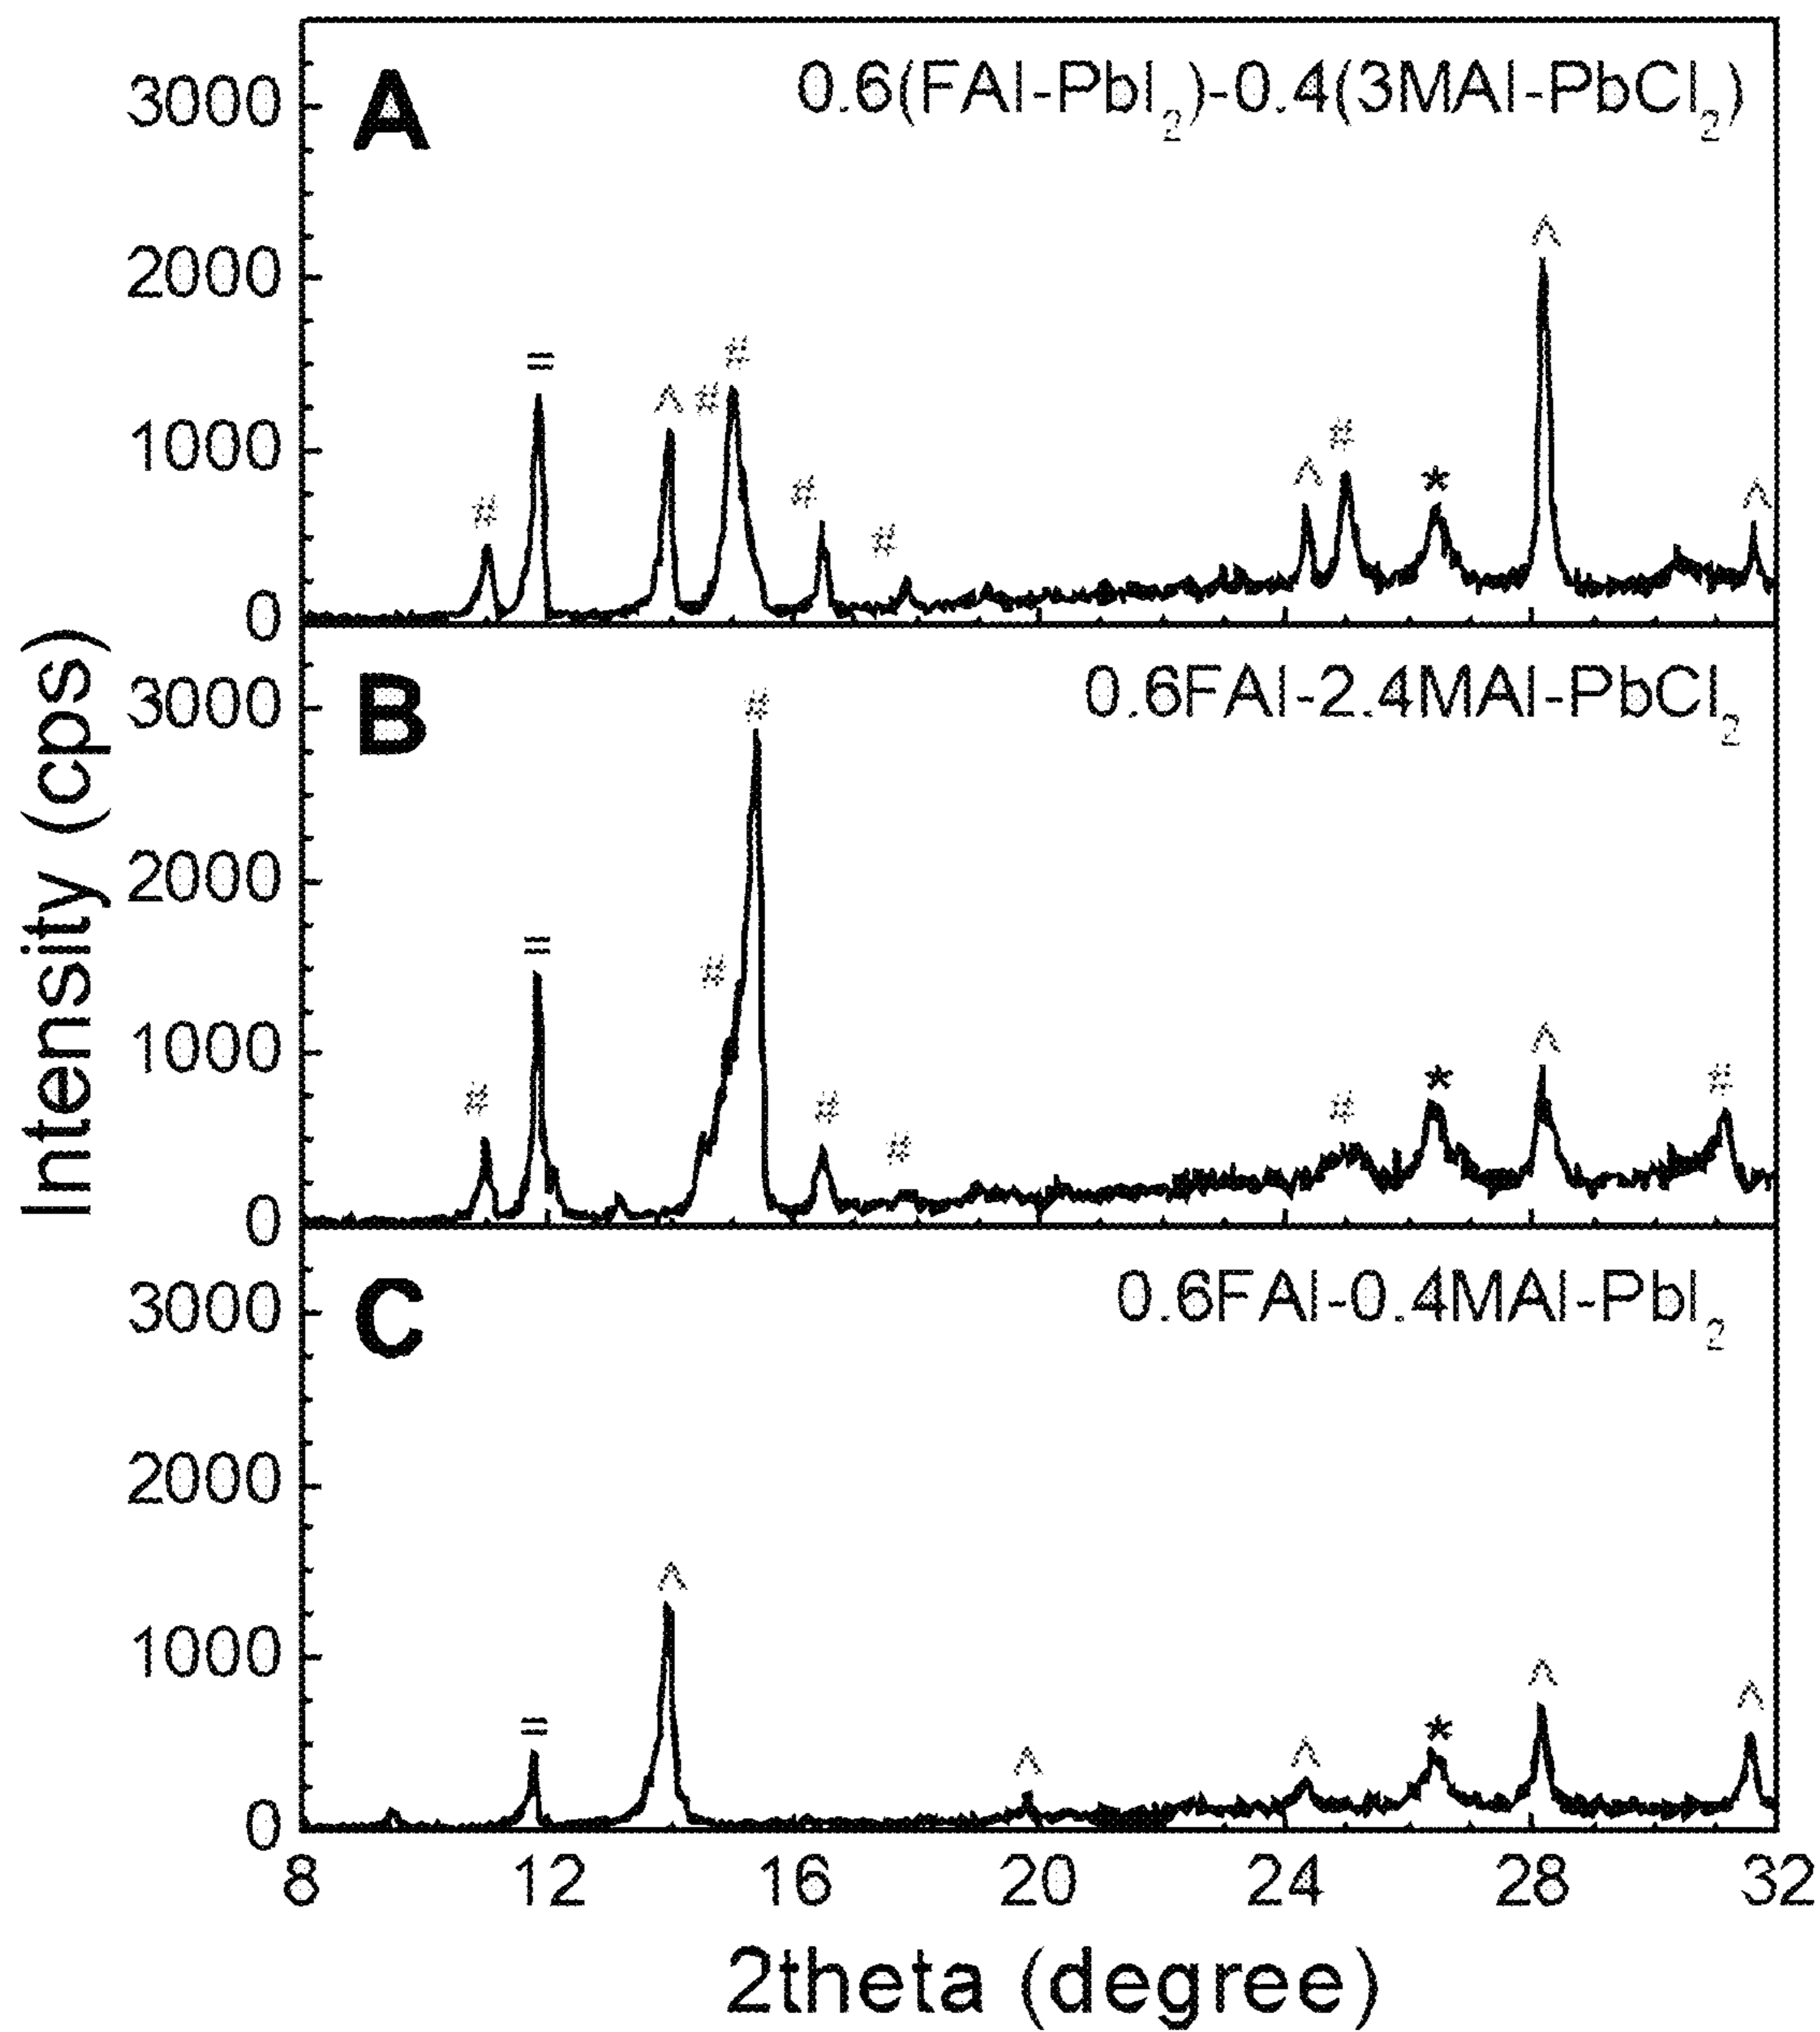 Intensity (cps)
A
0.6(FAI-PbI₂)-0.4(3MAI-PbCl₂)
3000
2000
1000
0
# = ^ # # # # ^ # * ^ ^
B
0.6FAI-2.4MAI-PbCl₂
3000
2000
1000
0
# = # # # # # * ^ #
C
0.6FAI-0.4MAI-PbI₂
3000
2000
1000
0
= ^ ^ ^ * ^ ^
8 12 16 20 24 28 32
2theta (degree)